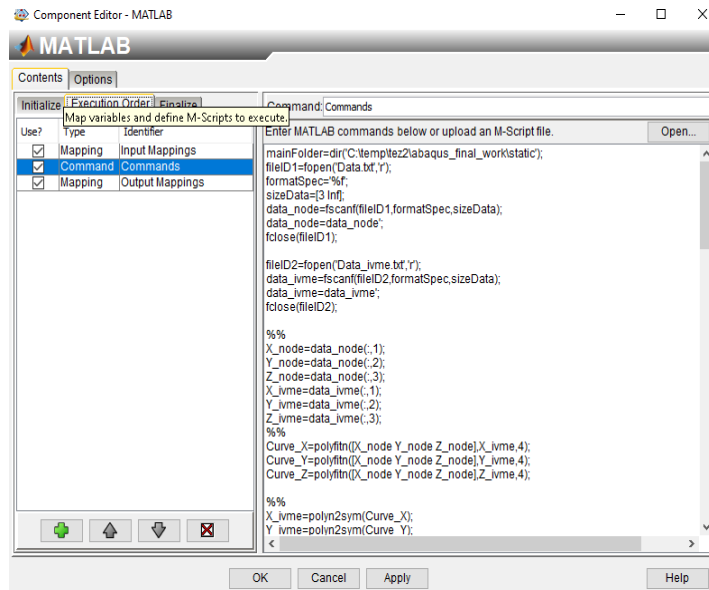 Component Editor - MATLAB
MATLAB
Contents Options
Initialize Execution Order Finalize
Map variables and define M-Scripts to execute.
Use? Type Identifier
Mapping Input Mappings
Command Commands
Mapping Output Mappings
Command: Commands
Enter MATLAB commands below or upload an M-Script file. Open...
mainFolder=dir('C:\temp\tez2\abaqus_final_work\static');
fileID1=fopen('Data.txt','r');
formatSpec='%f';
sizeData=[3 Inf];
data_node=fscanf(fileID1,formatSpec,sizeData);
data_node=data_node';
fclose(fileID1);
fileID2=fopen('Data_ivme.txt','r');
data_ivme=fscanf(fileID2,formatSpec,sizeData);
data_ivme=data_ivme';
fclose(fileID2);
%%
X_node=data_node(:,1);
Y_node=data_node(:,2);
Z_node=data_node(:,3);
X_ivme=data_ivme(:,1);
Y_ivme=data_ivme(:,2);
Z_ivme=data_ivme(:,3);
%%
Curve_X=polyfitn([X_node Y_node Z_node],X_ivme,4);
Curve_Y=polyfitn([X_node Y_node Z_node],Y_ivme,4);
Curve_Z=polyfitn([X_node Y_node Z_node],Z_ivme,4);
%%
X_ivme=polyn2sym(Curve_X);
Y_ivme=polyn2sym(Curve_Y);
OK Cancel Apply Help